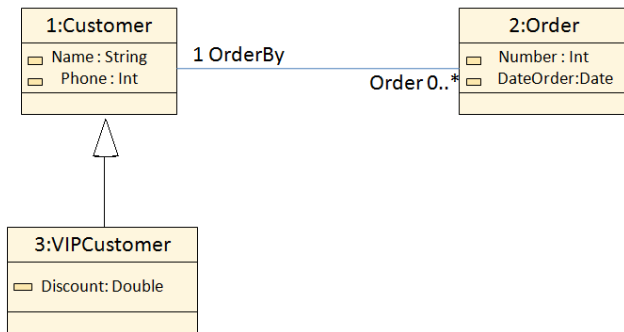 1:Customer
Name : String
Phone : Int
1 OrderBy
Order 0..*
2:Order
Number : Int
DateOrder:Date
3:VIPCustomer
Discount: Double